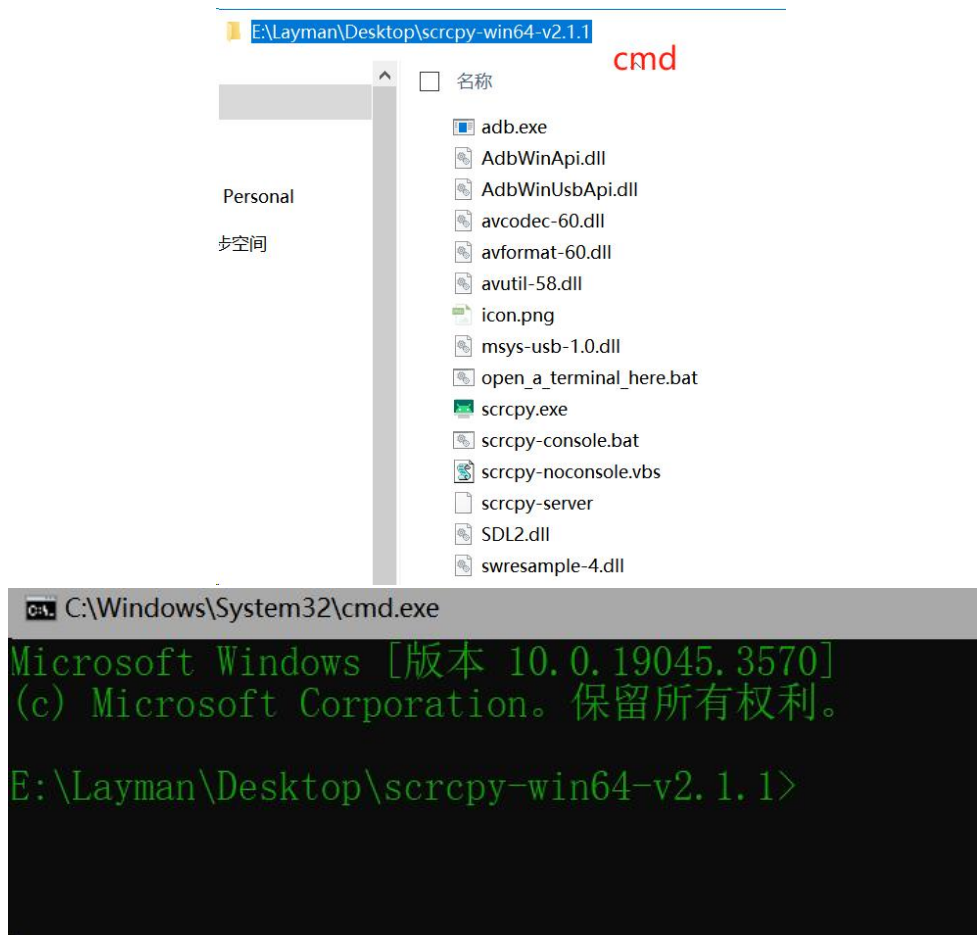 E:\Layman\Desktop\scrcpy-win64-v2.1.1
cmd
名称
adb.exe
AdbWinApi.dll
AdbWinUsbApi.dll
Personal
avcodec-60.dll
步空间
avformat-60.dll
avutil-58.dll
icon.png
msys-usb-1.0.dll
open_a_terminal_here.bat
scrcpy.exe
scrcpy-console.bat
scrcpy-noconsole.vbs
scrcpy-server
SDL2.dll
swresample-4.dll
C:\Windows\System32\cmd.exe
Microsoft Windows [版本 10.0.19045.3570]
(c) Microsoft Corporation。保留所有权利。
E:\Layman\Desktop\scrcpy-win64-v2.1.1>